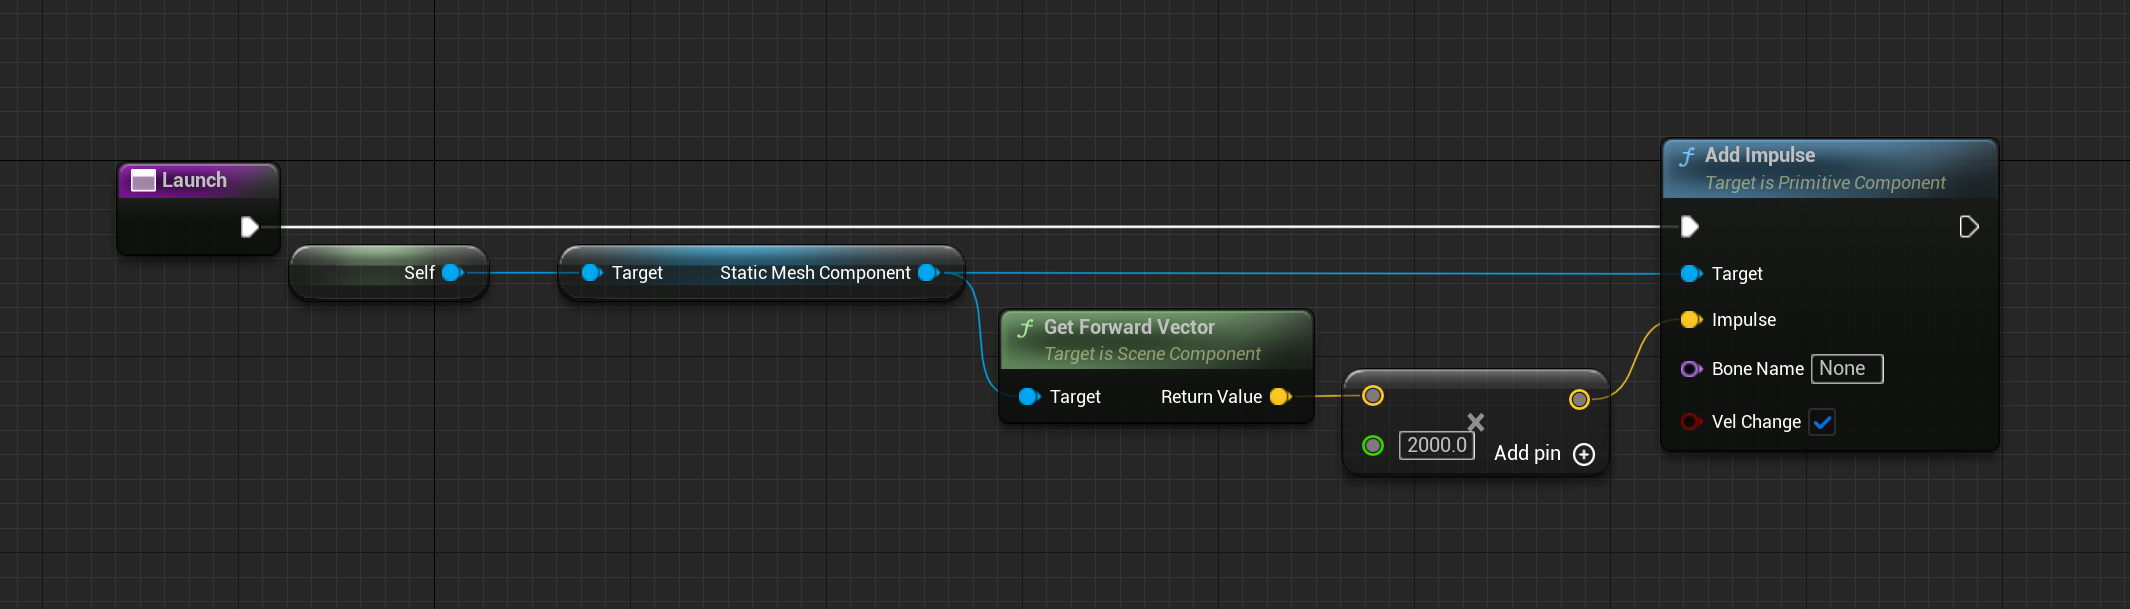 Launch
Self
Target Static Mesh Component
f Get Forward Vector
Target is Scene Component
Target Return Value
2000.0
Add pin
f Add Impulse
Target is Primitive Component
Target
Impulse
Bone Name None
Vel Change